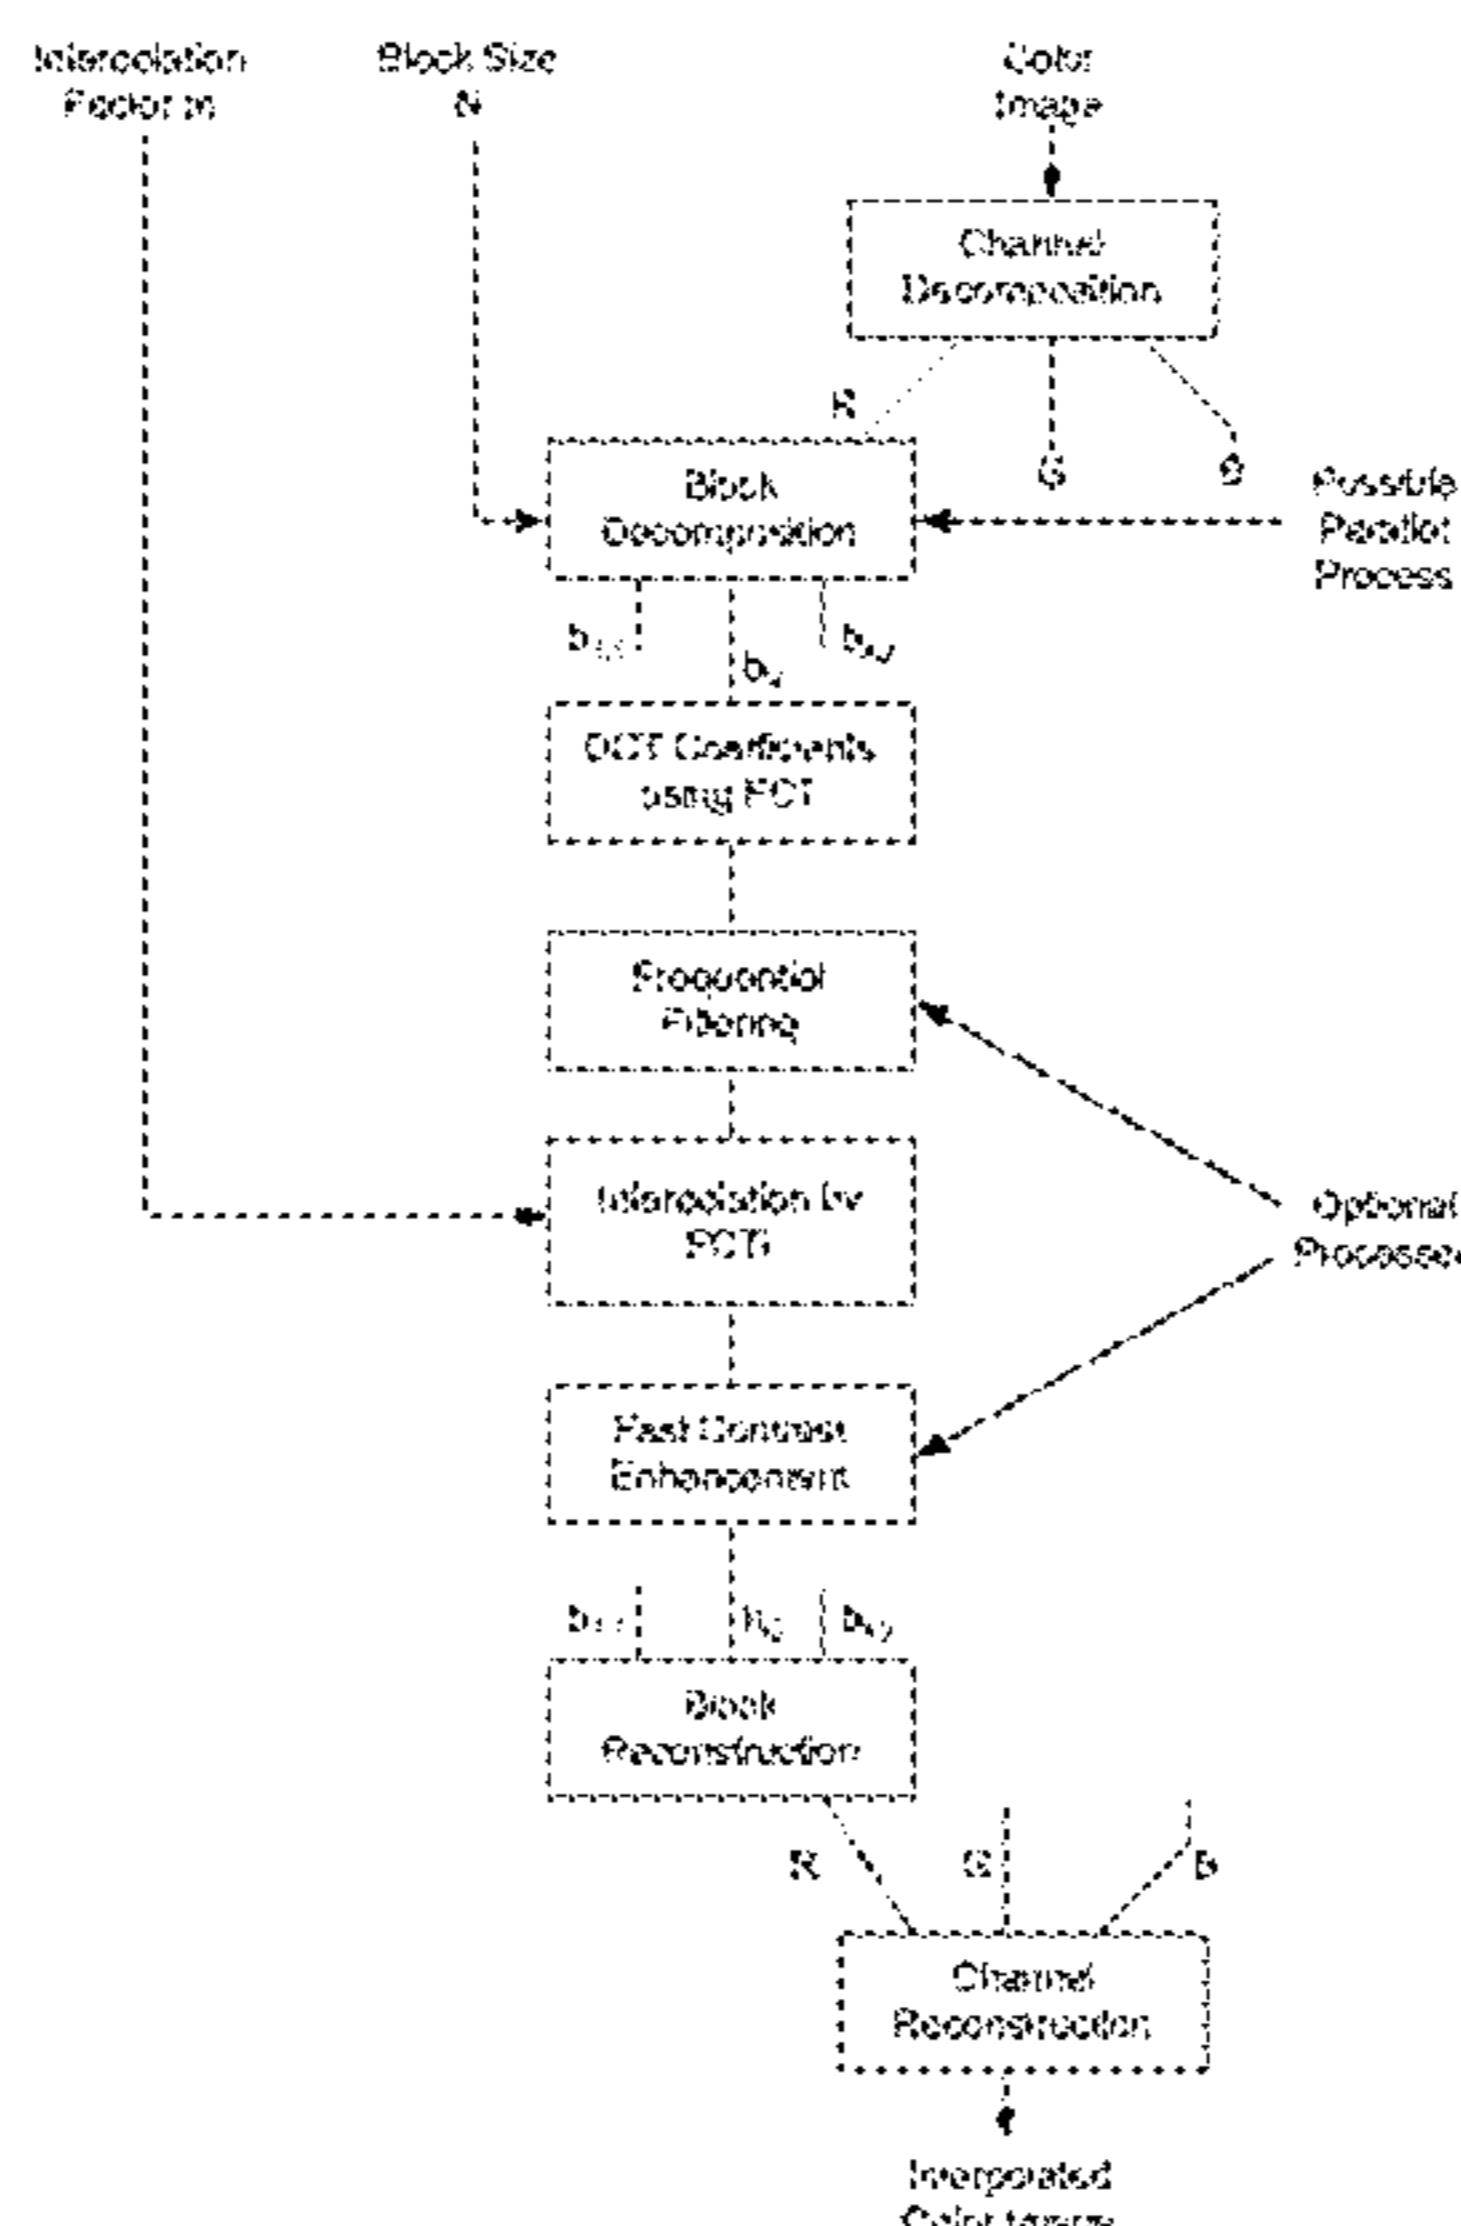 Interpolation
Factor m
Block Size
N
Color
Image
Channel
Decomposition
R
G
B
Block
Decomposition
Possible
Parallel
Process
DCT Coefficients
using FCT
Frequential
Filtering
Interpolation by
Optional
Fast Contrast
Enhancement
Block
Reconstruction
R
G
B
Channel
Reconstruction
Interpolated
Color